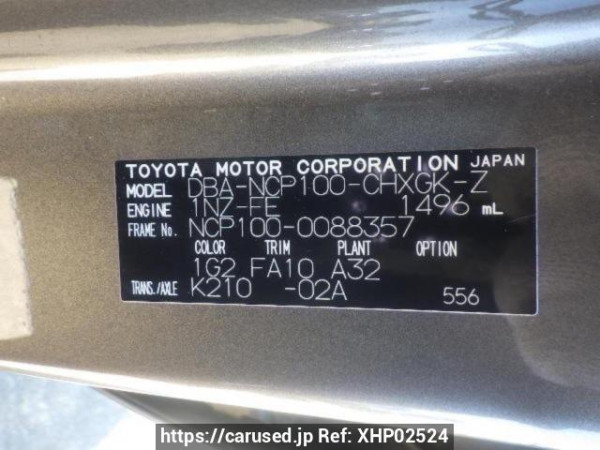 TOYOTA MOTOR CORPORATION JAPAN
MODEL DBA-NCP100-CHXGK-Z
ENGINE 1NZ-FE 1496 mL
FRAME No. NCP100-0088357
COLOR TRIM PLANT OPTION
1G2 FA10 A32
TRANS./AXLE K210 -02A 556
https://carused.jp Ref: XHP02524